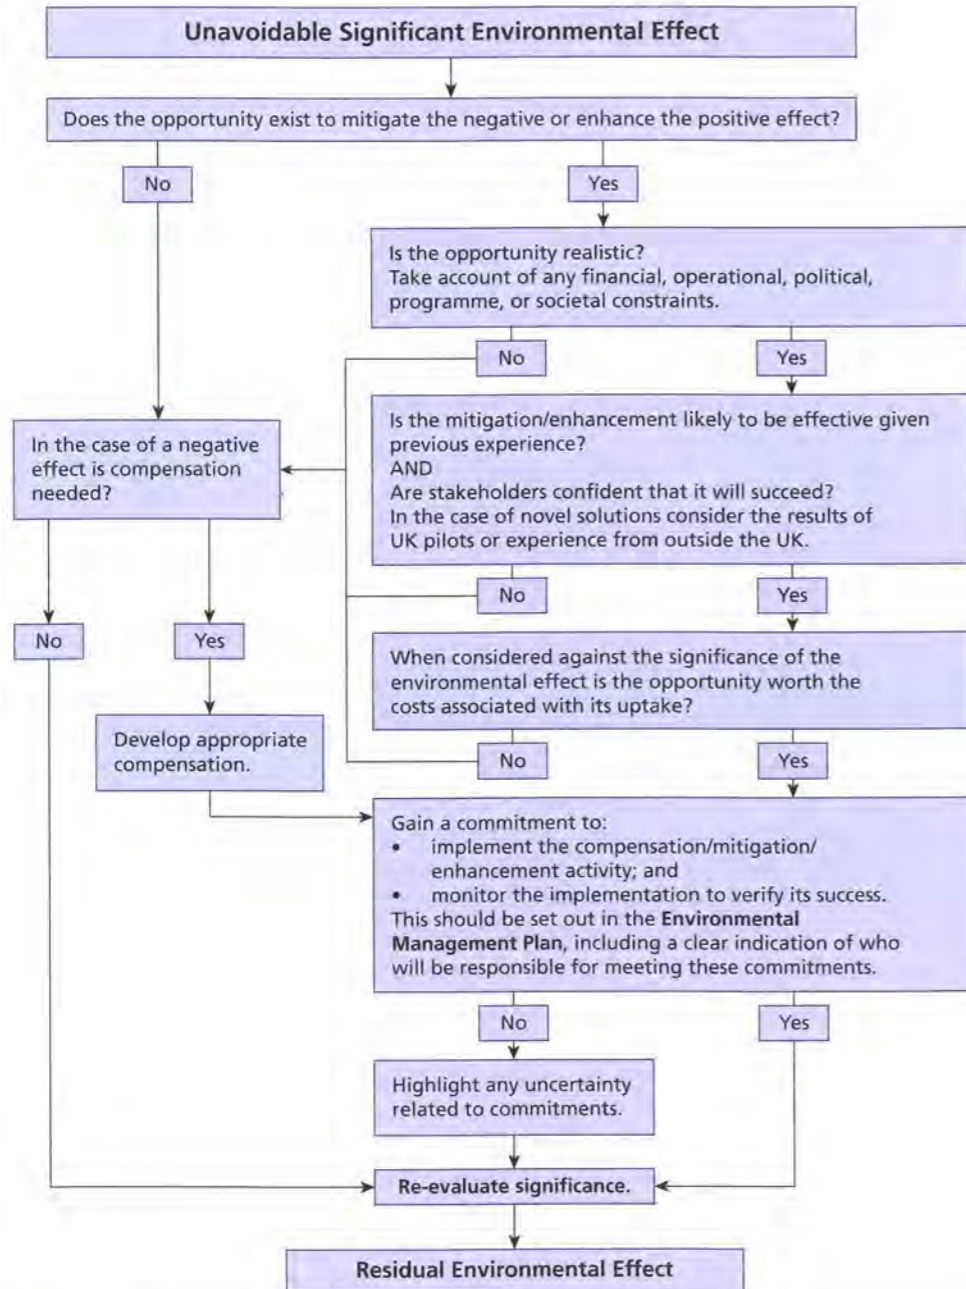 Unavoidable Significant Environmental Effect
Does the opportunity exist to mitigate the negative or enhance the positive effect?
No
Yes
Is the opportunity realistic?
Take account of any financial, operational, political,
programme, or societal constraints.
No
Yes
In the case of a negative
effect is compensation
needed?
Is the mitigation/enhancement likely to be effective given
previous experience?
AND
Are stakeholders confident that it will succeed?
In the case of novel solutions consider the results of
UK pilots or experience from outside the UK.
No
Yes
No
Yes
When considered against the significance of the
environmental effect is the opportunity worth the
costs associated with its uptake?
Develop appropriate
compensation.
No
Yes
Gain a commitment to:
• implement the compensation/mitigation/
enhancement activity; and
• monitor the implementation to verify its success.
This should be set out in the Environmental
Management Plan, including a clear indication of who
will be responsible for meeting these commitments.
No
Yes
Highlight any uncertainty
related to commitments.
Re-evaluate significance.
Residual Environmental Effect